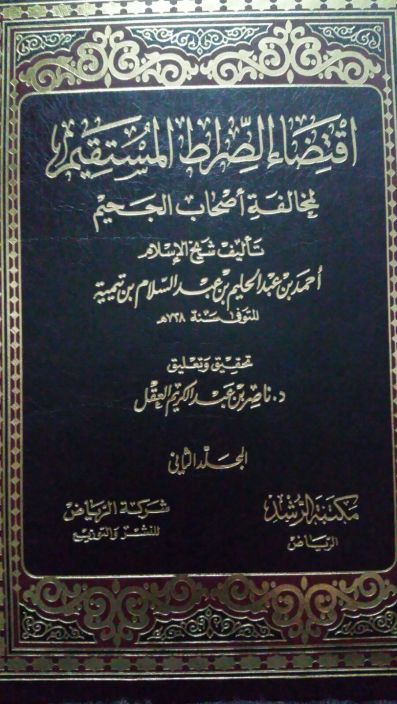 اقتضاء الصراط المستقيم
لمخالفة أصحاب الجحيم
تأليف شيخ الإسلام
أحمد بن عبد الحليم بن عبد السلام بن تيمية
المتوفى سنة ٧٢٨هـ
تحقيق وتعليق
د. ناصر بن عبد الكريم العقل
المجلد الثاني
مكتبة الرشد
الرياض
شركة الرياض
للنشر والتوزيع